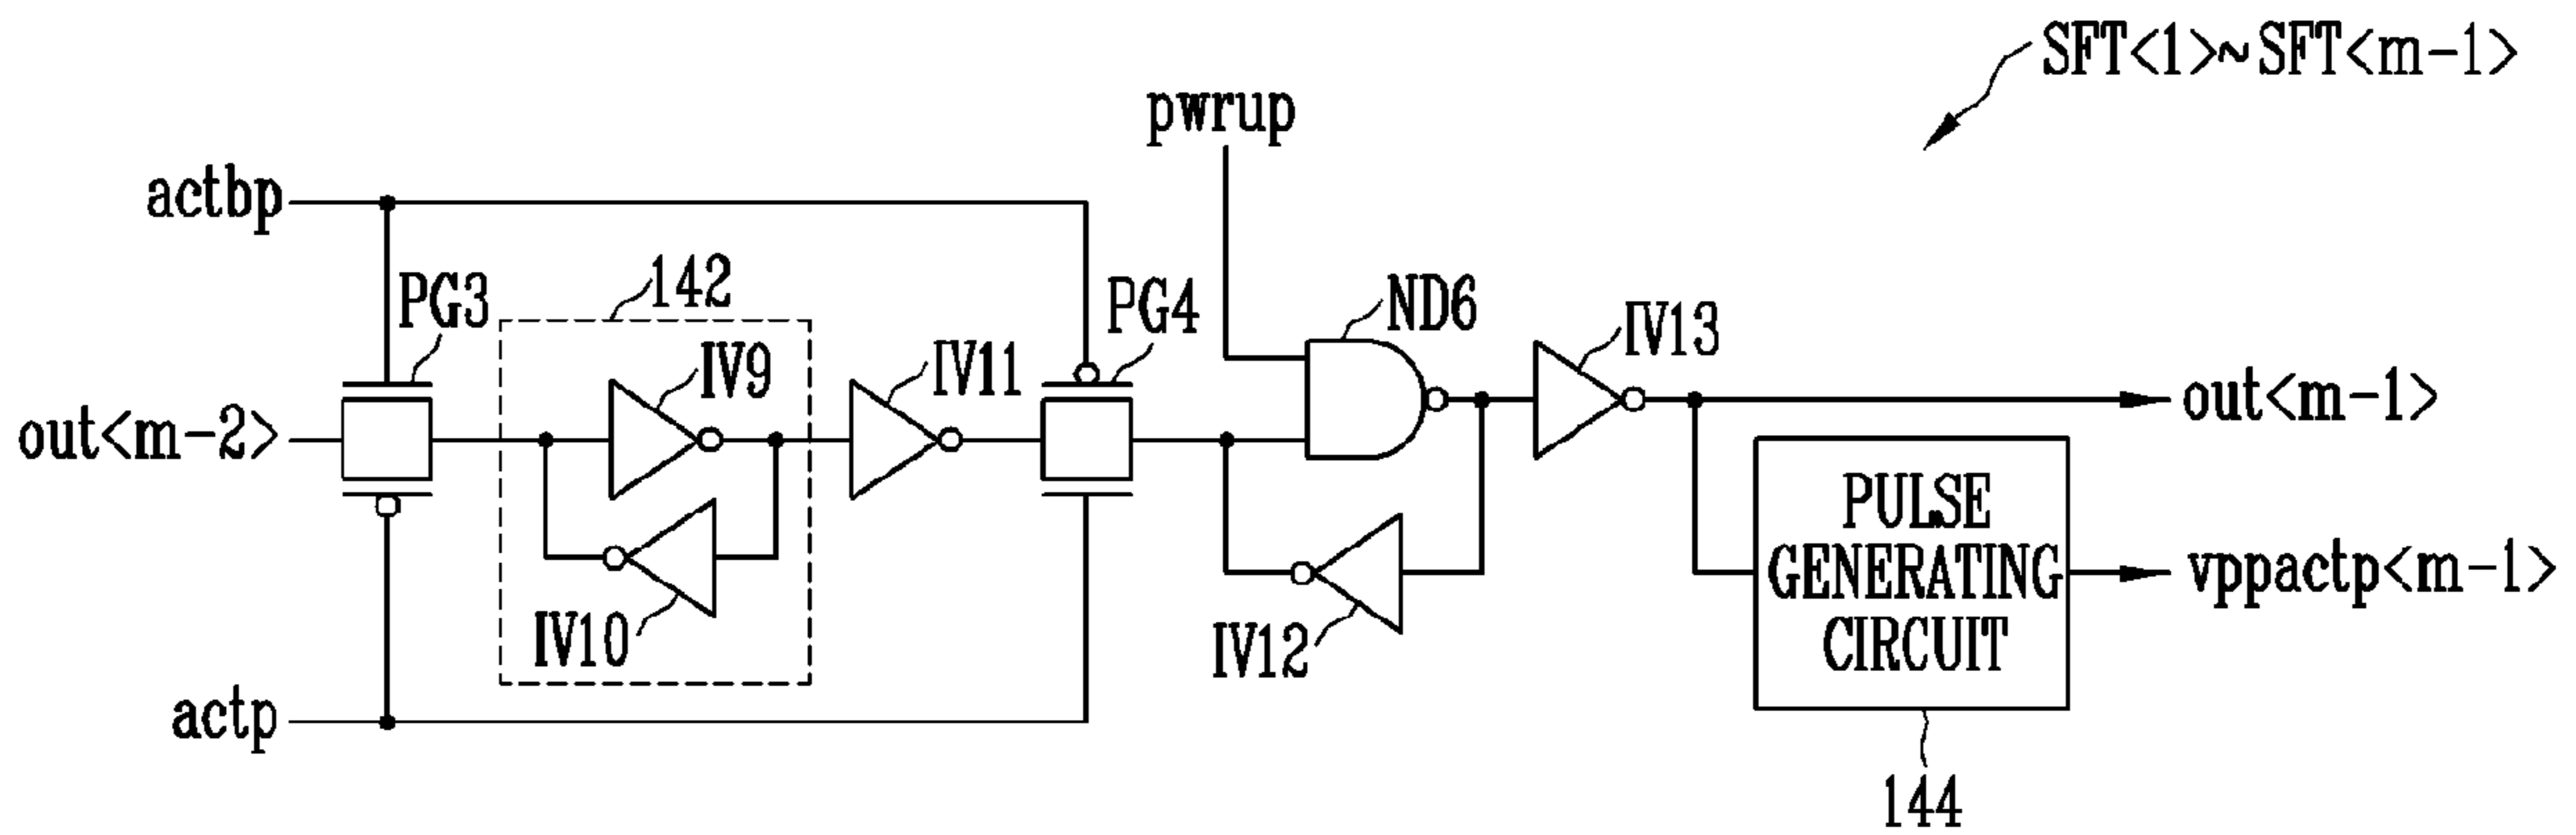 SFT<1>~SFT<m-1>
pwrup
actbp
PG3
142
PG4
ND6
IV13
IV9
IV11
out<m-2>
out<m-1>
PULSE
GENERATING
CIRCUIT
vppactp<m-1>
IV10
IV12
actp
144